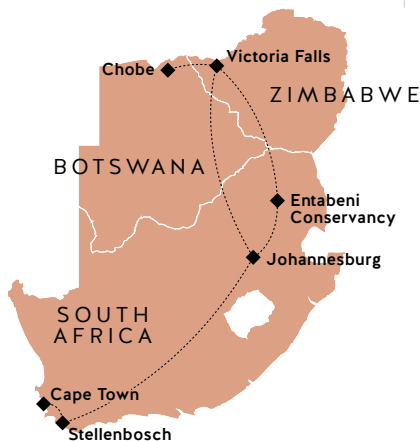 Victoria Falls
Chobe
ZIMBABWE
BOTSWANA
Entabeni
Conservancy
Johannesburg
SOUTH
AFRICA
Cape Town
Stellenbosch